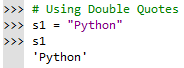 >>> # Using Double Quotes
>>> s1 = "Python"
>>> s1
'Python'